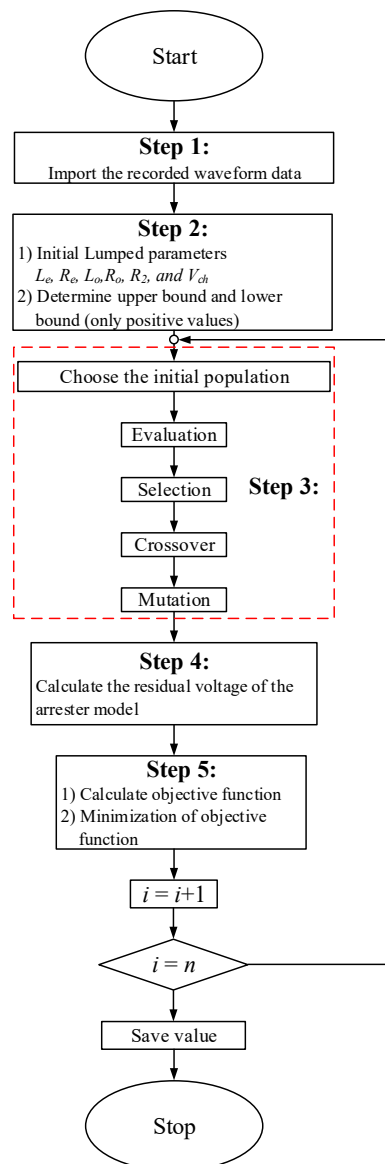 Start
Step 1:
Import the recorded waveform data
Step 2:
1) Initial Lumped parameters
Le, Re, Lo,Ro, R2, and Vch
2) Determine upper bound and lower
bound (only positive values)
Choose the initial population
Evaluation
Selection
Step 3:
Crossover
Mutation
Step 4:
Calculate the residual voltage of the
arrester model
Step 5:
1) Calculate objective function
2) Minimization of objective
function
i = i+1
i = n
Save value
Stop